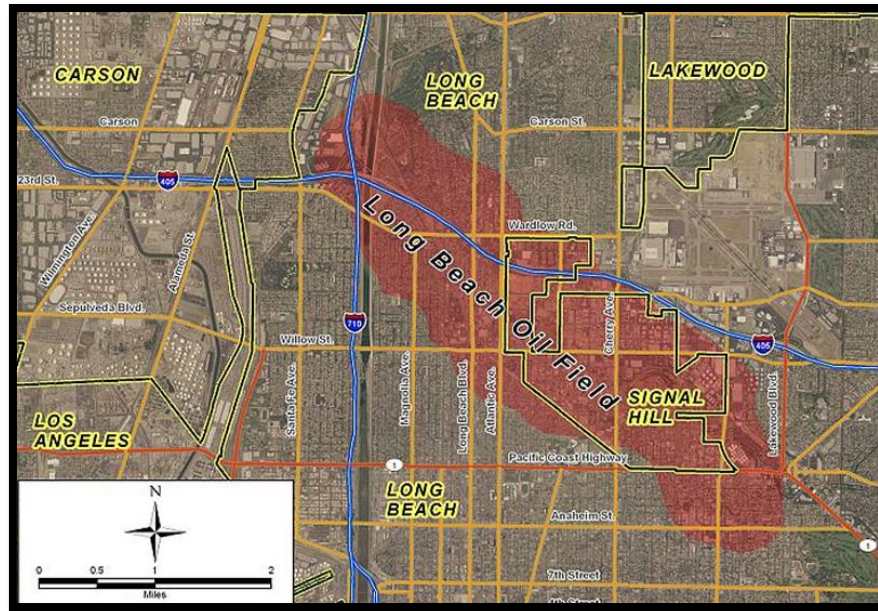 CARSON
LONG
BEACH
LAKEWOOD
Carson
Carson St.
405
23rd St.
Wilmington Ave.
Alameda St.
Wardlow Rd.
Long Beach Oil Field
Sepulveda Blvd.
710
Willow St.
Cherry Ave.
405
Santa Fe Ave.
Magnolia Ave.
Long Beach Blvd.
Atlantic Ave.
Lakewood Blvd.
SIGNAL
HILL
LOS
ANGELES
Pacific Coast Highway
1
LONG
BEACH
Anaheim St.
1
N
0 0.5 1 2
Miles
7th Street
4th Street